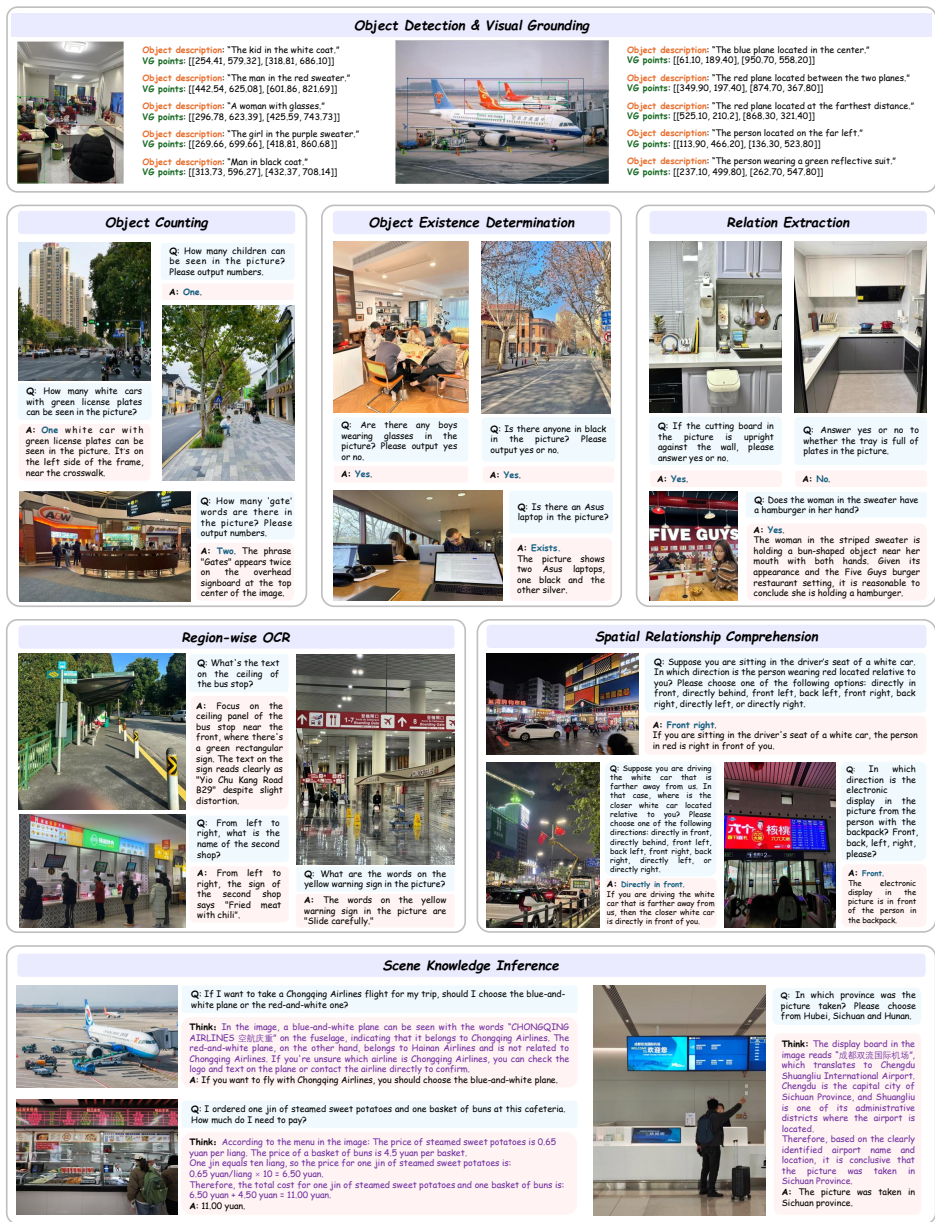 Object Detection & Visual Grounding
Object description: "The kid in the white coat."
VG points: [[254.41, 579.32], [318.81, 686.10]]
Object description: "The man in the red sweater."
VG points: [[442.54, 625.08], [601.86, 821.69]]
Object description: "A woman with glasses."
VG points: [[296.78, 623.39], [425.59, 743.73]]
Object description: "The girl in the purple sweater."
VG points: [[269.66, 699.66], [418.81, 860.68]]
Object description: "Man in black coat."
VG points: [[313.73, 596.27], [432.37, 708.14]]
Object description: "The blue plane located in the center."
VG points: [[61.10, 189.40], [950.70, 558.20]]
Object description: "The red plane located between the two planes."
VG points: [[349.90, 197.40], [874.70, 367.80]]
Object description: "The red plane located at the farthest distance."
VG points: [[525.10, 210.2], [868.30, 321.40]]
Object description: "The person located on the far left."
VG points: [[113.90, 466.20], [136.30, 523.80]]
Object description: "The person wearing a green reflective suit."
VG points: [[237.10, 499.80], [262.70, 547.80]]
Object Counting
Q: How many children can
be seen in the picture?
Please output numbers.
A: One.
Q: How many white cars
with green license plates
can be seen in the picture?
A: One white car with
green license plates can be
seen in the picture. It's on
the left side of the frame,
near the crosswalk.
A&W
Q: How many 'gate'
words are there in
the picture? Please
output numbers.
A: Two. The phrase
"Gates" appears twice
on the overhead
signboard at the top
center of the image.
Object Existence Determination
Q: Are there any boys
wearing glasses in the
picture? Please output yes
or no.
A: Yes.
Q: Is there anyone in black
in the picture? Please
output yes or no.
A: Yes.
Q: Is there an Asus
laptop in the picture?
A: Exists.
The picture shows
two Asus laptops,
one black and the
other silver.
Relation Extraction
Q: If the cutting board in
the picture is upright
against the wall, please
answer yes or no.
A: Yes.
Q: Answer yes or no to
whether the tray is full of
plates in the picture.
A: No.
FIVE GUYS
Q: Does the woman in the sweater have
a hamburger in her hand?
A: Yes.
The woman in the striped sweater is
holding a bun-shaped object near her
mouth with both hands. Given its
appearance and the Five Guys burger
restaurant setting, it is reasonable to
conclude she is holding a hamburger.
Region-wise OCR
Q: What's the text
on the ceiling of
the bus stop?
A: Focus on the
ceiling panel of the
bus stop near the
front, where there's
a green rectangular
sign. The text on the
sign reads clearly as
"Yio Chu Kang Road
B29" despite slight
distortion.
Q: From left to
right, what is the
name of the second
shop?
A: From left to
right, the sign of
the second shop
says "Fried meat
with chili".
1-7
8
Q: What are the words on the
yellow warning sign in the picture?
A: The words on the yellow
warning sign in the picture are
"Slide carefully."
Spatial Relationship Comprehension
Q: Suppose you are sitting in the driver's seat of a white car.
In which direction is the person wearing red located relative to
you? Please choose one of the following options: directly in
front, directly behind, front left, back left, front right, back
right, directly left, or directly right.
A: Front right.
If you are sitting in the driver's seat of a white car, the person
in red is right in front of you.
Q: Suppose you are driving
the white car that is
farther away from us. In
that case, where is the
closer white car located
relative to you? Please
choose one of the following
directions: directly in front,
directly behind, front left,
back left, front right, back
right, directly left, or
directly right.
A: Directly in front.
If you are driving the white
car that is farther away from
us, then the closer white car
is directly in front of you.
六个核桃
Q: In which
direction is the
electronic
display in the
picture from the
person with the
backpack? Front,
back, left, right,
please?
A: Front.
The electronic
display in the
picture is in front
of the person in
the backpack.
Scene Knowledge Inference
Q: If I want to take a Chongqing Airlines flight for my trip, should I choose the blue-and-
white plane or the red-and-white one?
Think: In the image, a blue-and-white plane can be seen with the words "CHONGQING
AIRLINES 空航庆重" on the fuselage, indicating that it belongs to Chongqing Airlines. The
red-and-white plane, on the other hand, belongs to Hainan Airlines and is not related to
Chongqing Airlines. If you're unsure which airline is Chongqing Airlines, you can check the
logo and text on the plane or contact the airline directly to confirm.
A: If you want to fly with Chongqing Airlines, you should choose the blue-and-white plane.
Q: I ordered one jin of steamed sweet potatoes and one basket of buns at this cafeteria.
How much do I need to pay?
Think: According to the menu in the image: The price of steamed sweet potatoes is 0.65
yuan per liang. The price of a basket of buns is 4.5 yuan per basket.
One jin equals ten liang, so the price for one jin of steamed sweet potatoes is:
0.65 yuan/liang × 10 = 6.50 yuan.
Therefore, the total cost for one jin of steamed sweet potatoes and one basket of buns is:
6.50 yuan + 4.50 yuan = 11.00 yuan.
A: 11.00 yuan.
欢迎您
Q: In which province was the
picture taken? Please choose
from Hubei, Sichuan and Hunan.
Think: The display board in the
image reads "成都双流国际机场",
which translates to Chengdu
Shuangliu International Airport.
Chengdu is the capital city of
Sichuan Province, and Shuangliu
is one of its administrative
districts where the airport is
located.
Therefore, based on the clearly
identified airport name and
location, it is conclusive that
the picture was taken in
Sichuan Province.
A: The picture was taken in
Sichuan province.